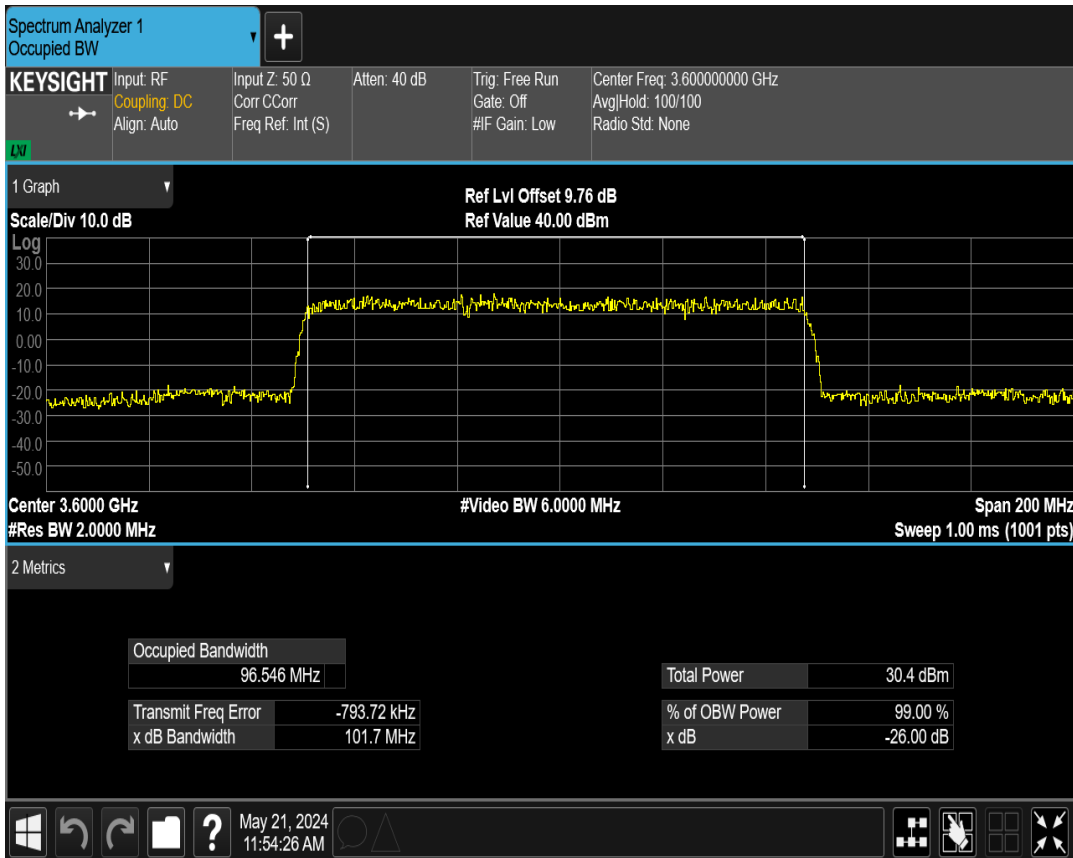 Spectrum Analyzer 1
Occupied BW
+
KEYSIGHT
LXI
Input: RF
Coupling: DC
Align: Auto
Input Z: 50 Ω
Corr CCorr
Freq Ref: Int (S)
Atten: 40 dB
Trig: Free Run
Gate: Off
#IF Gain: Low
Center Freq: 3.600000000 GHz
Avg|Hold: 100/100
Radio Std: None
1 Graph
Scale/Div 10.0 dB
Ref Lvl Offset 9.76 dB
Ref Value 40.00 dBm
Log
30.0
20.0
10.0
0.00
-10.0
-20.0
-30.0
-40.0
-50.0
Center 3.6000 GHz
#Res BW 2.0000 MHz
#Video BW 6.0000 MHz
Span 200 MHz
Sweep 1.00 ms (1001 pts)
2 Metrics
Occupied Bandwidth
96.546 MHz
Transmit Freq Error -793.72 kHz
x dB Bandwidth 101.7 MHz
Total Power 30.4 dBm
% of OBW Power 99.00 %
x dB -26.00 dB
?
May 21, 2024
11:54:26 AM